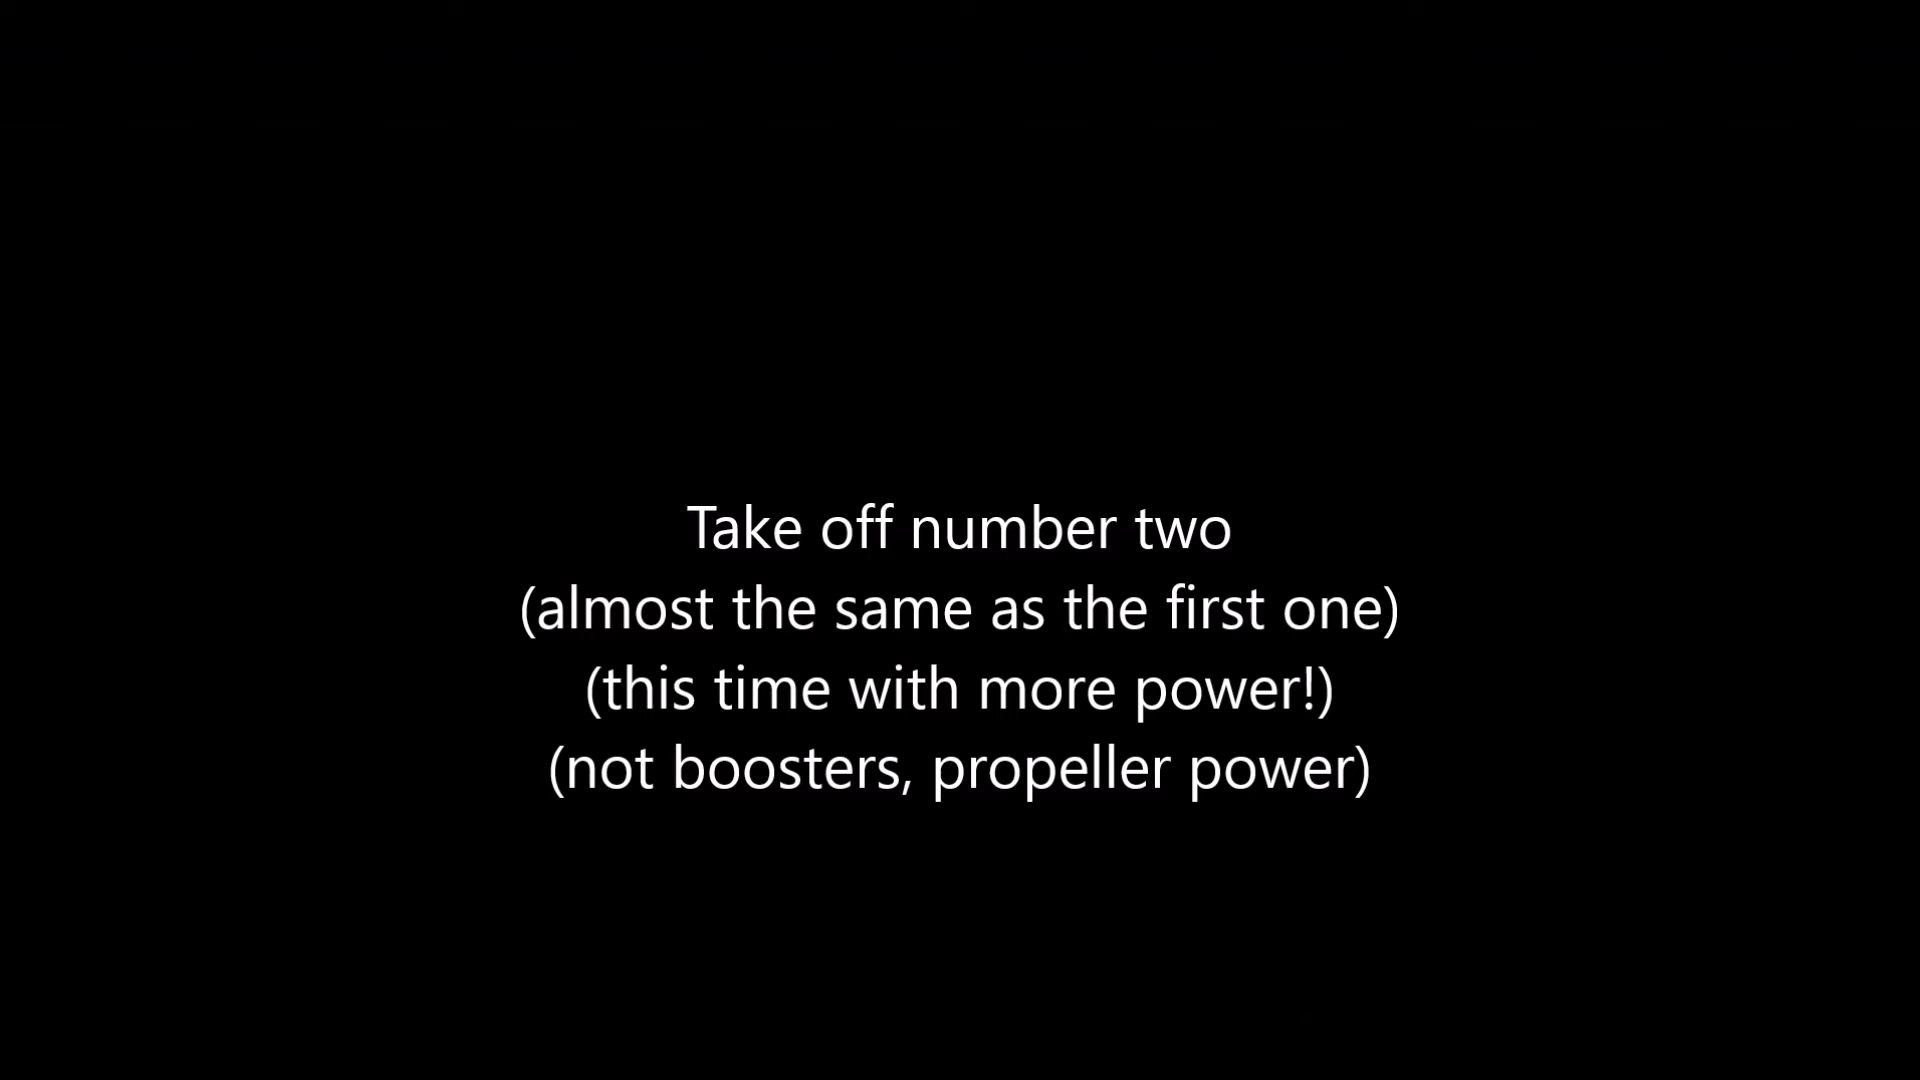 Take off number two
(almost the same as the first one)
(this time with more power!)
(not boosters, propeller power)